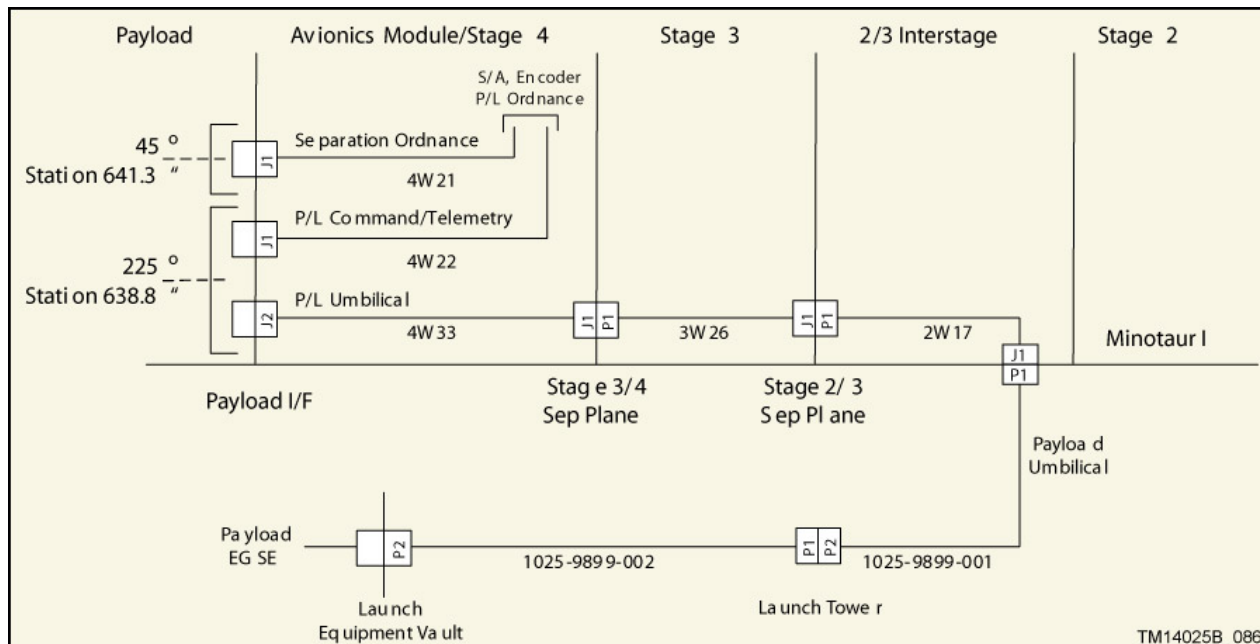 Payload
Avionics Module/Stage 4
Stage 3
2/3 Interstage
Stage 2
S/A, Encoder
P/L Ordnance
45 °
Station 641.3 "
J1
Separation Ordnance
4W21
J1
P/L Command/Telemetry
4W22
225 °
Station 638.8 "
J2
P/L Umbilical
4W33
J1 P1
3W26
J1 P1
2W17
J1
P1
Minotaur I
Payload I/F
Stage 3/4
Sep Plane
Stage 2/3
Sep Plane
Payload
Umbilical
Payload
EGSE
P2
1025-9899-002
P1 P2
1025-9899-001
Launch
Equipment Vault
Launch Tower
TM14025B_086